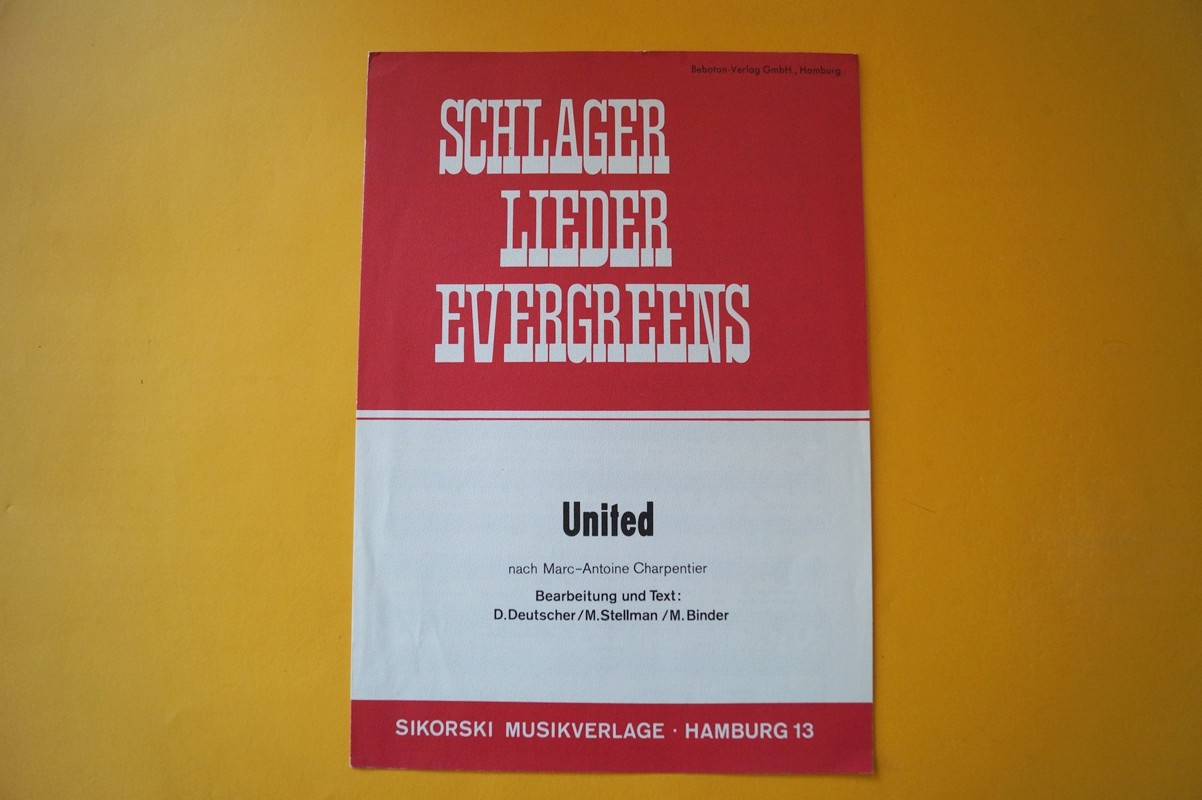 Bebotan-Verlag GmbH., Hamburg
SCHLAGER
LIEDER
EVERGREENS
United
nach Marc-Antoine Charpentier
Bearbeitung und Text:
D.Deutscher/M.Stellman/M.Binder
SIKORSKI MUSIKVERLAGE · HAMBURG 13